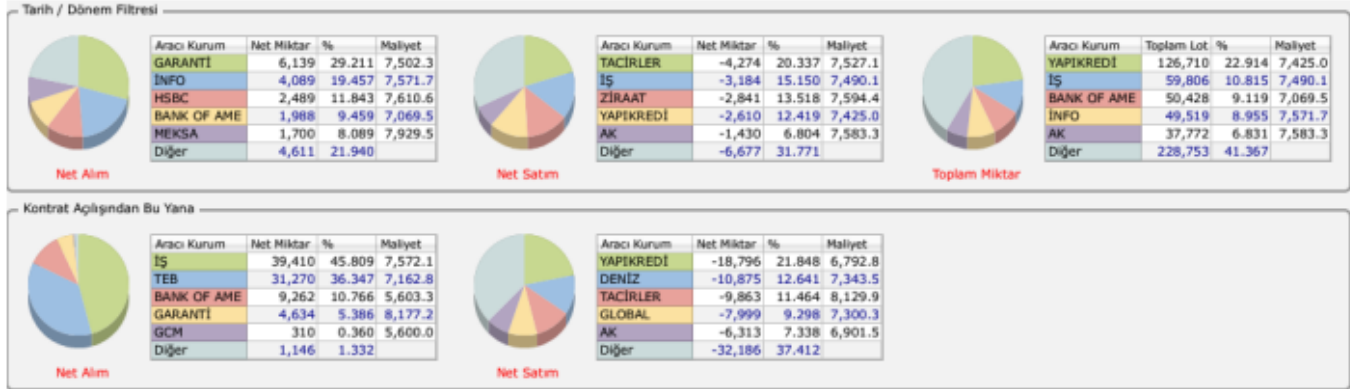 Tarih / Dönem Filtresi
Aracı Kurum Net Miktar % Maliyet
GARANTİ 6,139 29.211 7,502.3
İNFO 4,089 19.457 7,571.7
HSBC 2,489 11.843 7,610.6
BANK OF AME 1,988 9.459 7,069.5
MEKSA 1,700 8.089 7,929.5
Diğer 4,611 21.940
Net Alım
Aracı Kurum Net Miktar % Maliyet
TACİRLER -4,274 20.337 7,527.1
İŞ -3,184 15.150 7,490.1
ZİRAAT -2,841 13.518 7,594.4
YAPIKREDİ -2,610 12.419 7,425.0
AK -1,430 6.804 7,583.3
Diğer -6,677 31.771
Net Satım
Aracı Kurum Toplam Lot % Maliyet
YAPIKREDİ 126,710 22.914 7,425.0
İŞ 59,806 10.815 7,490.1
BANK OF AME 50,428 9.119 7,069.5
İNFO 49,519 8.955 7,571.7
AK 37,772 6.831 7,583.3
Diğer 228,753 41.367
Toplam Miktar
Kontrat Açılışından Bu Yana
Aracı Kurum Net Miktar % Maliyet
İŞ 39,410 45.809 7,572.1
TEB 31,270 36.347 7,162.8
BANK OF AME 9,262 10.766 5,603.3
GARANTİ 4,634 5.386 8,177.2
GCM 310 0.360 5,600.0
Diğer 1,146 1.332
Net Alım
Aracı Kurum Net Miktar % Maliyet
YAPIKREDİ -18,796 21.848 6,792.8
DENİZ -10,875 12.641 7,343.5
TACİRLER -9,863 11.464 8,129.9
GLOBAL -7,999 9.298 7,300.3
AK -6,313 7.338 6,901.5
Diğer -32,186 37.412
Net Satım